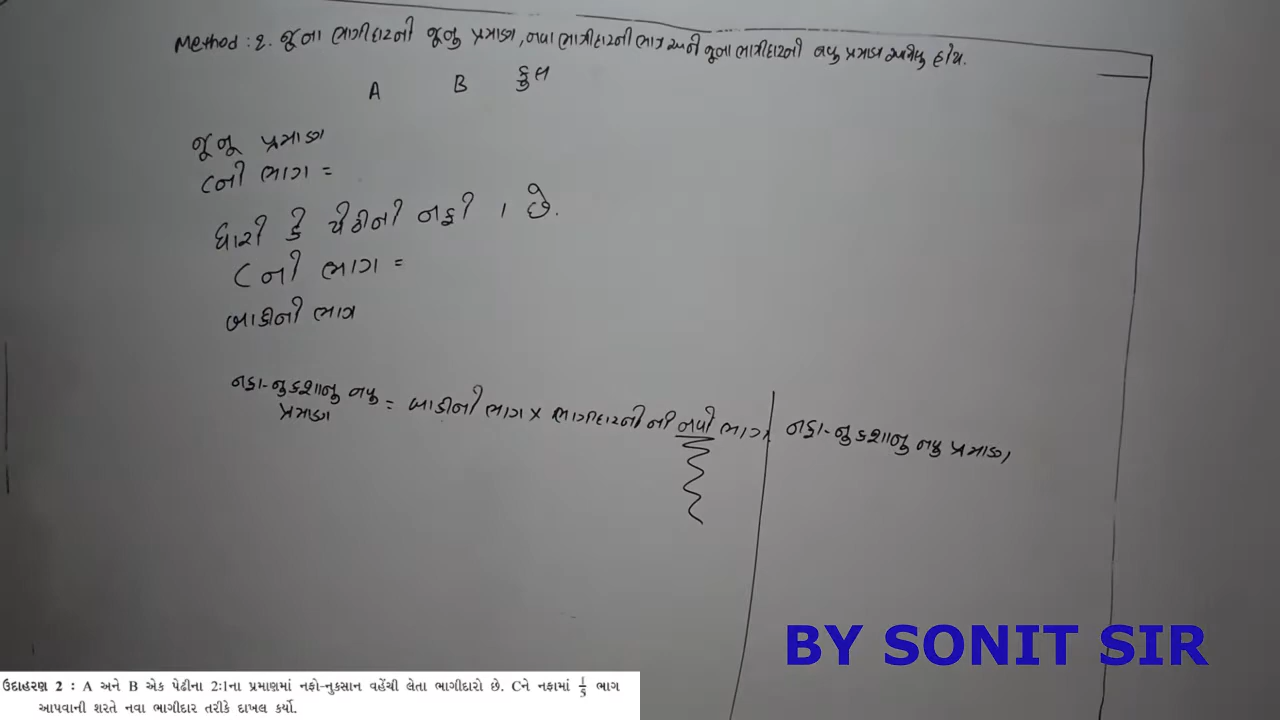 Method : 2. જૂના ભાગીદારની જૂનુ પ્રમાણ, નવા ભાગીદારની ભાગ અને જૂના ભાગીદારની નવુ પ્રમાણ આપેલુ હોય.
A B કુલ
જૂનુ પ્રમાણ
Cનો ભાગ =
ધારો કે પેઢીનો નફો 1 છે.
Cનો ભાગ =
બાકીનો ભાગ
નફા-નુકશાનુ નવુ પ્રમાણ = બાકીનો ભાગ × ભાગીદારનો નવો ભાગ
નફા-નુકશાનુ નવુ પ્રમાણ
BY SONIT SIR
ઉદાહરણ 2 : A અને B એક પેઢીના 2:1ના પ્રમાણમાં નફો-નુકસાન વહેંચી લેતા ભાગીદારો છે. Cને નફામાં 1/5 ભાગ
આપવાની શરતે નવા ભાગીદાર તરીકે દાખલ કર્યો.